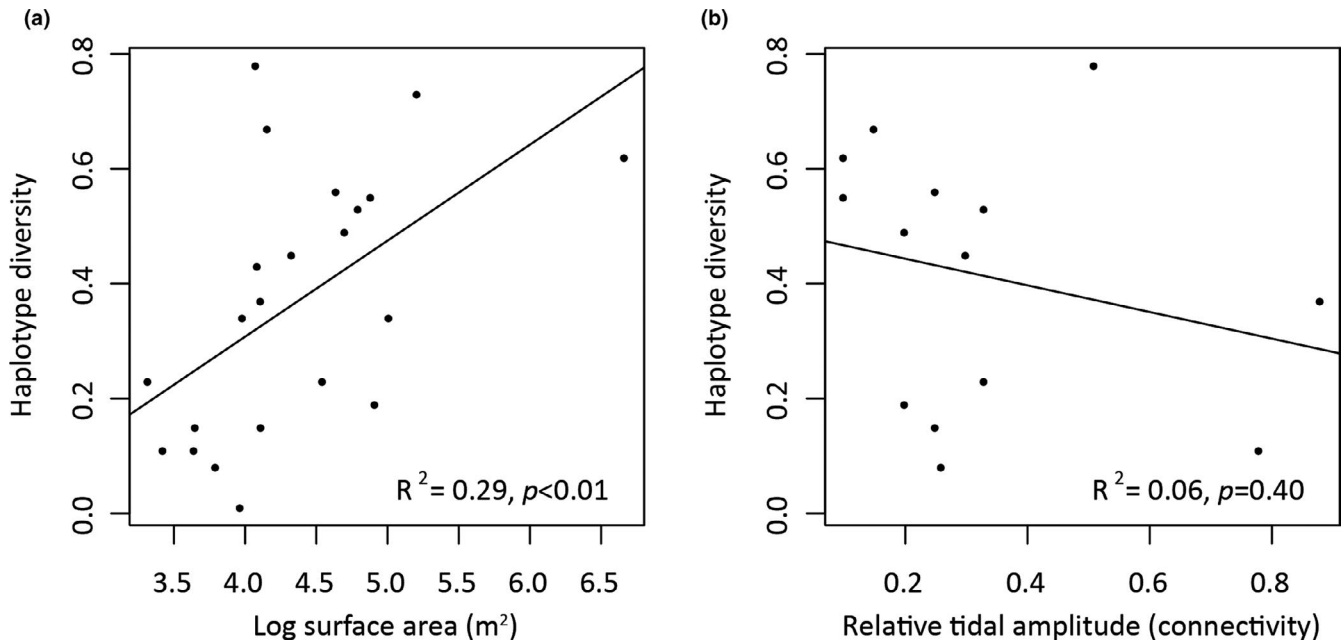 (a)
Haplotype diversity
0.8
0.6
0.4
0.2
0.0
R² = 0.29, p<0.01
3.5 4.0 4.5 5.0 5.5 6.0 6.5
Log surface area (m²)
(b)
Haplotype diversity
0.8
0.6
0.4
0.2
0.0
R² = 0.06, p=0.40
0.2 0.4 0.6 0.8
Relative tidal amplitude (connectivity)